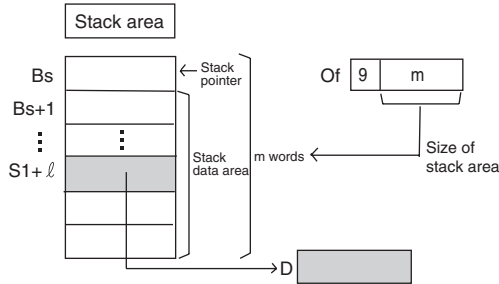 Stack area
Bs
Stack pointer
Of 9 m
Bs+1
S1+ ℓ
Stack data area
m words
Size of stack area
D